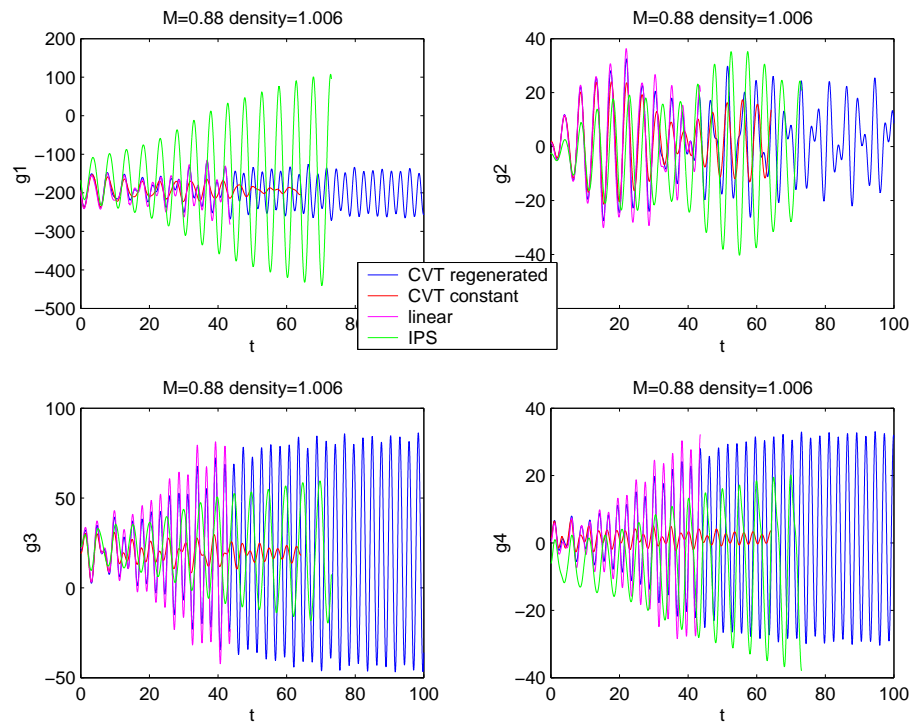 M=0.88 density=1.006
M=0.88 density=1.006
200
100
0
−100
−200
−300
−400
−500
g1
0 20 40 60 80
t
40
20
0
−20
−40
g2
0 20 40 60 80 100
t
CVT regenerated
CVT constant
linear
IPS
M=0.88 density=1.006
M=0.88 density=1.006
100
50
0
−50
g3
0 20 40 60 80 100
t
40
20
0
−20
−40
g4
0 20 40 60 80 100
t